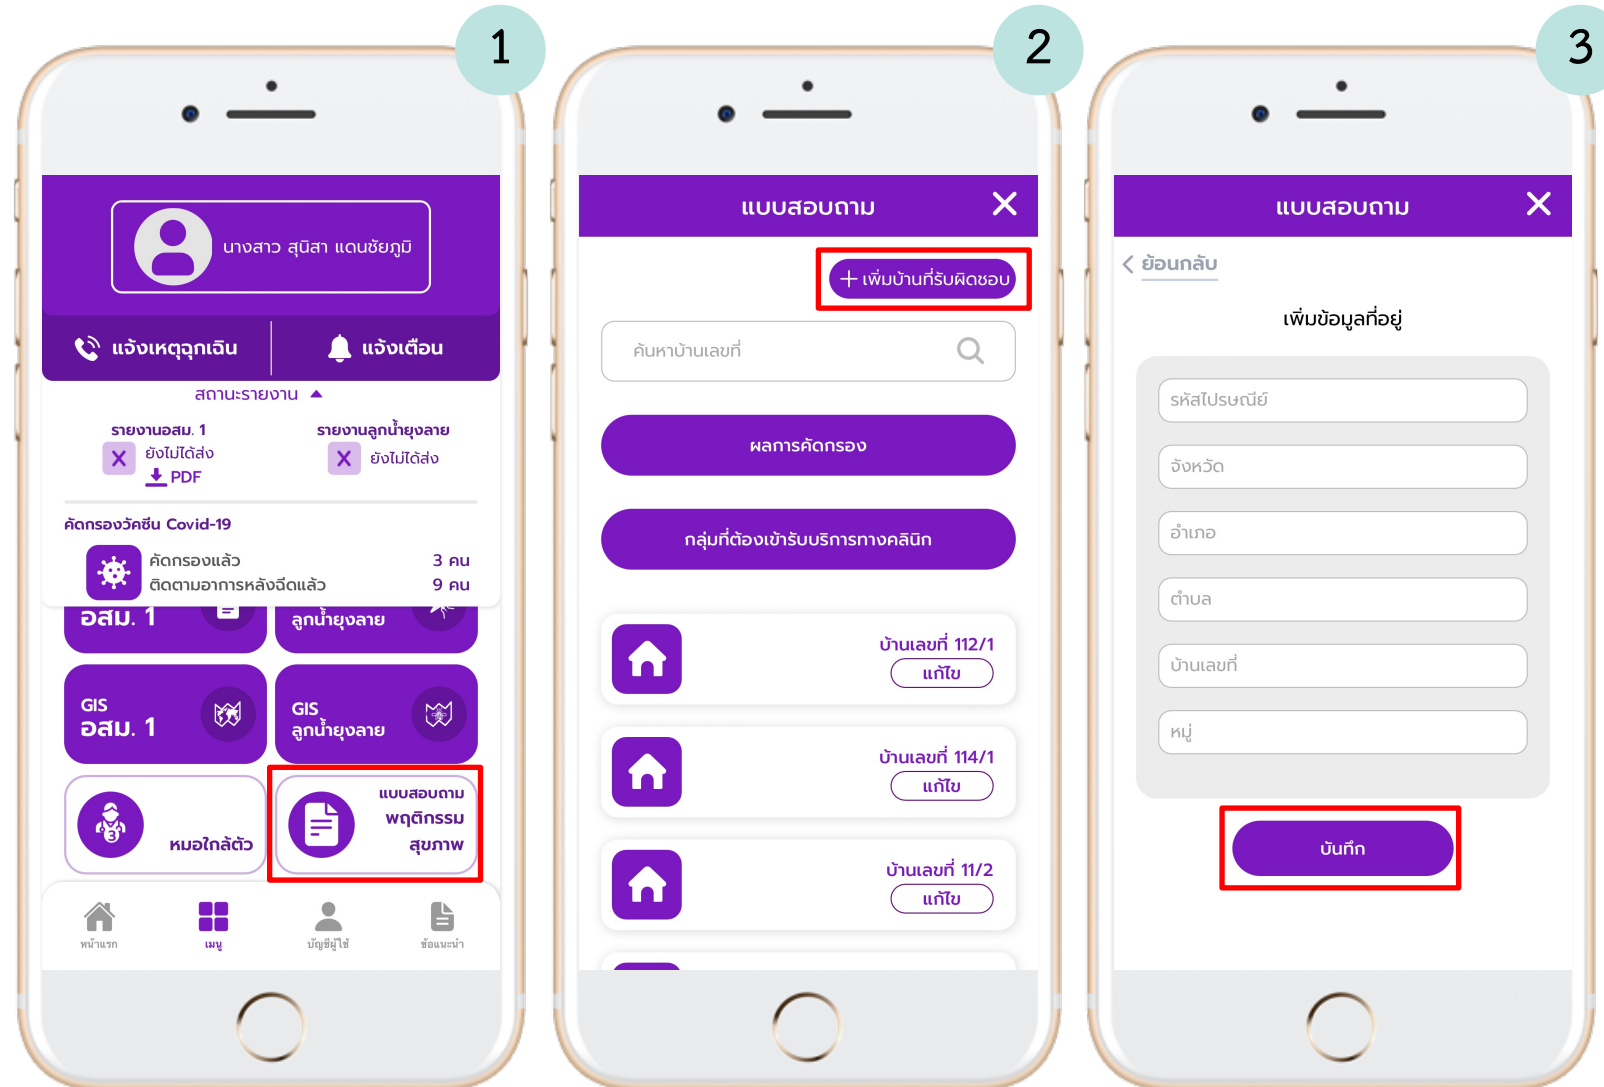 1
นางสาว สุนิสา แดนชัยภูมิ
แจ้งเหตุฉุกเฉิน
แจ้งเตือน
สถานะรายงาน
รายงานอสม. 1
ยังไม่ได้ส่ง
PDF
รายงานลูกน้ำยุงลาย
X ยังไม่ได้ส่ง
คัดกรองวัคซีน Covid-19
คัดกรองแล้ว 3 คน
ติดตามอาการหลังฉีดแล้ว 9 คน
อสม. 1
ลูกน้ำยุงลาย
GIS
อสม. 1
GIS
ลูกน้ำยุงลาย
3
หมอใกล้ตัว
แบบสอบถาม
พฤติกรรม
สุขภาพ
หน้าแรก
เมนู
บัญชีผู้ใช้
ข้อแนะนำ
2
แบบสอบถาม
+ เพิ่มบ้านที่รับผิดชอบ
ค้นหาบ้านเลขที่
ผลการคัดกรอง
กลุ่มที่ต้องเข้ารับบริการทางคลินิก
บ้านเลขที่ 112/1
แก้ไข
บ้านเลขที่ 114/1
แก้ไข
บ้านเลขที่ 11/2
แก้ไข
3
แบบสอบถาม
< ย้อนกลับ
เพิ่มข้อมูลที่อยู่
รหัสไปรษณีย์
จังหวัด
อำเภอ
ตำบล
บ้านเลขที่
หมู่
บันทึก